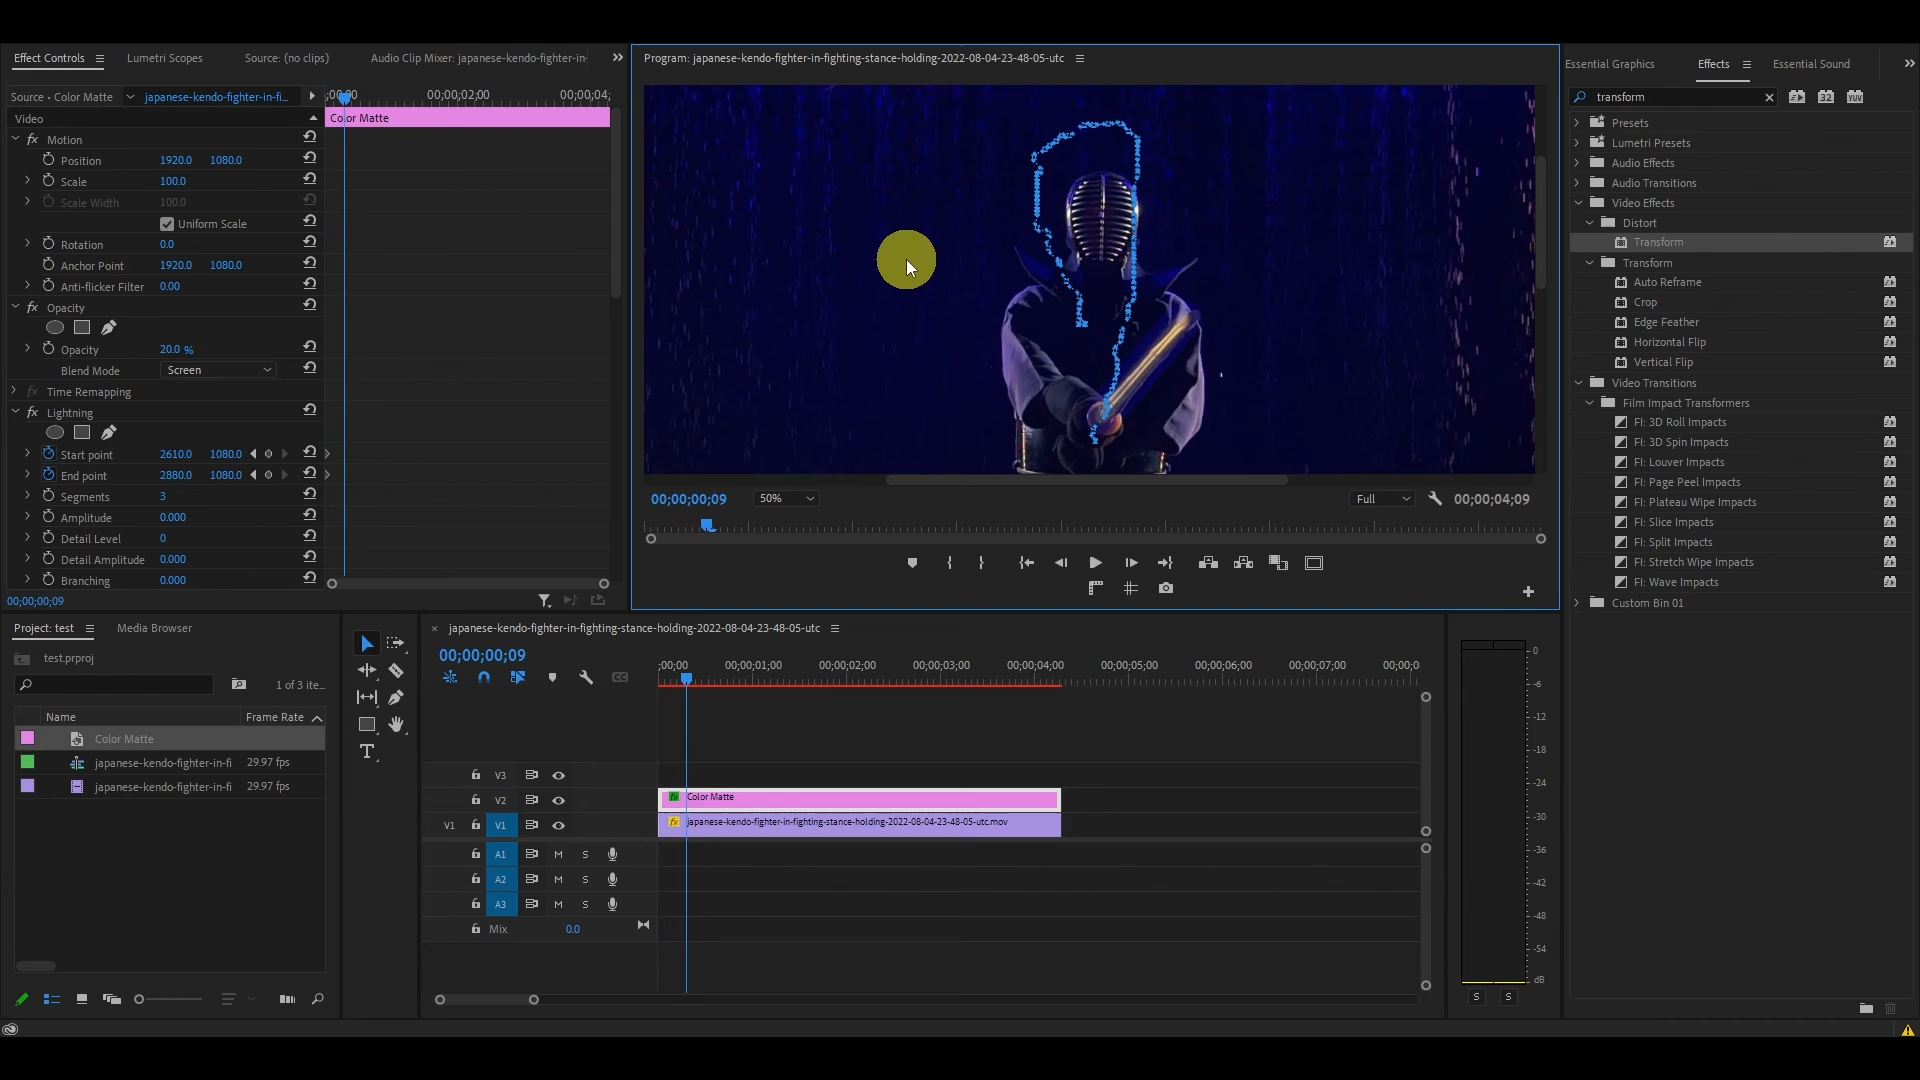 Effect Controls
Lumetri Scopes
Source: (no clips)
Audio Clip Mixer: japanese-kendo-fighter-in-
Source • Color Matte
japanese-kendo-fighter-in-fi...
;00;00
00;00;02;00
00;00;04;
Video
Color Matte
fx Motion
Position 1920.0 1080.0
Scale 100.0
Scale Width 100.0
Uniform Scale
Rotation 0.0
Anchor Point 1920.0 1080.0
Anti-flicker Filter 0.00
fx Opacity
Opacity 20.0 %
Blend Mode Screen
fx Time Remapping
fx Lightning
Start point 2610.0 1080.0
End point 2880.0 1080.0
Segments 3
Amplitude 0.000
Detail Level 0
Detail Amplitude 0.000
Branching 0.000
00;00;00;09
Program: japanese-kendo-fighter-in-fighting-stance-holding-2022-08-04-23-48-05-utc
00;00;00;09 50% Full 00;00;04;09
Essential Graphics
Effects
Essential Sound
transform
32
YUV
Presets
Lumetri Presets
Audio Effects
Audio Transitions
Video Effects
Distort
Transform
Transform
Auto Reframe
Crop
Edge Feather
Horizontal Flip
Vertical Flip
Video Transitions
Film Impact Transformers
FI: 3D Roll Impacts
FI: 3D Spin Impacts
FI: Louver Impacts
FI: Page Peel Impacts
FI: Plateau Wipe Impacts
FI: Slice Impacts
FI: Split Impacts
FI: Stretch Wipe Impacts
FI: Wave Impacts
Custom Bin 01
Project: test
Media Browser
test.prproj
1 of 3 ite...
Name Frame Rate
Color Matte
japanese-kendo-fighter-in-fi 29.97 fps
japanese-kendo-fighter-in-fi 29.97 fps
T
japanese-kendo-fighter-in-fighting-stance-holding-2022-08-04-23-48-05-utc
00;00;00;09
CC
;00;00 00;00;01;00 00;00;02;00 00;00;03;00 00;00;04;00 00;00;05;00 00;00;06;00 00;00;07;00 00;00;0
V3
V2
fx Color Matte
V1 V1
fx japanese-kendo-fighter-in-fighting-stance-holding-2022-08-04-23-48-05-utc.mov
A1 M S
A2 M S
A3 M S
Mix 0.0
0
-6
-12
-18
-24
-30
-36
-42
-48
-54
dB
S S